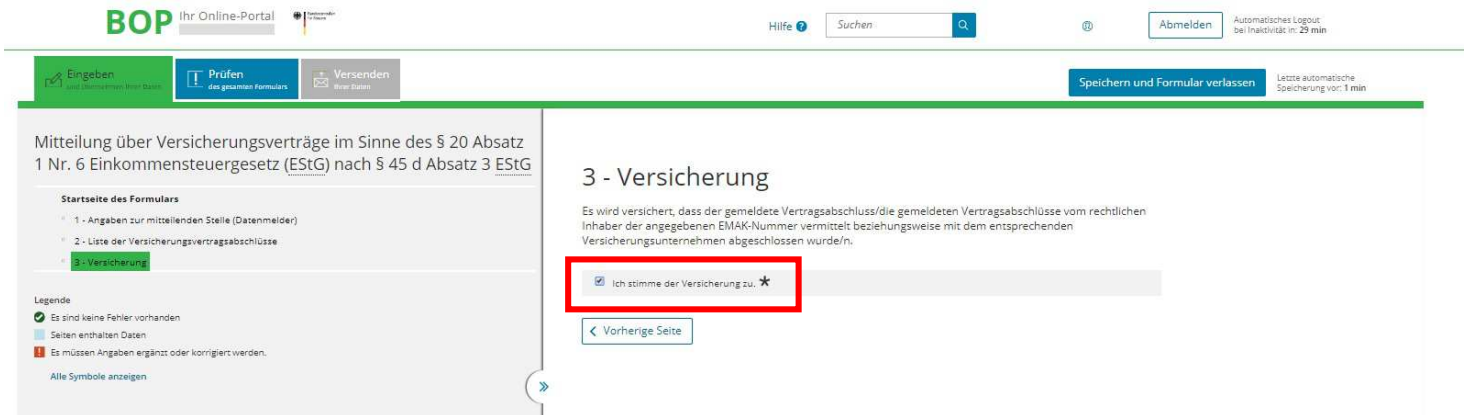 BOP Ihr Online-Portal
Hilfe ?
Suchen
Abmelden
Automatisches Logout
bei Inaktivität in: 29 min
Eingeben
und übernehmen Ihrer Daten
Prüfen
des gesamten Formulars
Versenden
Ihrer Daten
Speichern und Formular verlassen
Letzte automatische
Speicherung vor: 1 min
Mitteilung über Versicherungsverträge im Sinne des § 20 Absatz
1 Nr. 6 Einkommensteuergesetz (EStG) nach § 45 d Absatz 3 EStG
Startseite des Formulars
1 - Angaben zur mitteilenden Stelle (Datenmelder)
2 - Liste der Versicherungsvertragsabschlüsse
3 - Versicherung
Legende
Es sind keine Fehler vorhanden
Seiten enthalten Daten
Es müssen Angaben ergänzt oder korrigiert werden.
Alle Symbole anzeigen
3 - Versicherung
Es wird versichert, dass der gemeldete Vertragsabschluss/die gemeldeten Vertragsabschlüsse vom rechtlichen
Inhaber der angegebenen EMAK-Nummer vermittelt beziehungsweise mit dem entsprechenden
Versicherungsunternehmen abgeschlossen wurde/n.
Ich stimme der Versicherung zu. *
Vorherige Seite